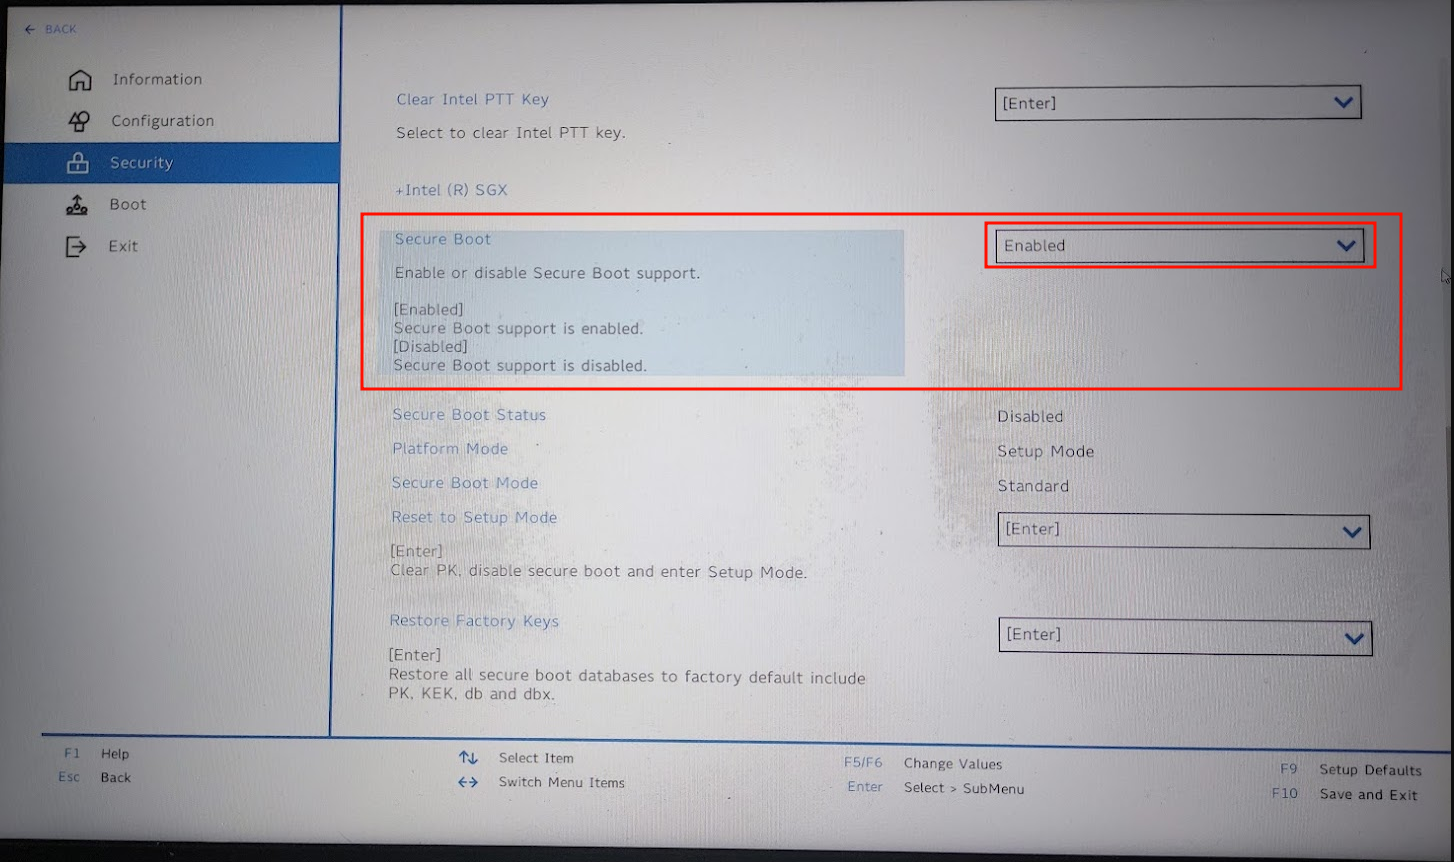 BACK
Information
Configuration
Security
Boot
Exit
Clear Intel PTT Key
[Enter]
Select to clear Intel PTT key.
+Intel (R) SGX
Secure Boot
Enabled
Enable or disable Secure Boot support.
[Enabled]
Secure Boot support is enabled.
[Disabled]
Secure Boot support is disabled.
Secure Boot Status Disabled
Platform Mode Setup Mode
Secure Boot Mode Standard
Reset to Setup Mode [Enter]
[Enter]
Clear PK, disable secure boot and enter Setup Mode.
Restore Factory Keys [Enter]
[Enter]
Restore all secure boot databases to factory default include
PK, KEK, db and dbx.
F1 Help ↑↓ Select Item F5/F6 Change Values F9 Setup Defaults
Esc Back ←→ Switch Menu Items Enter Select > SubMenu F10 Save and Exit